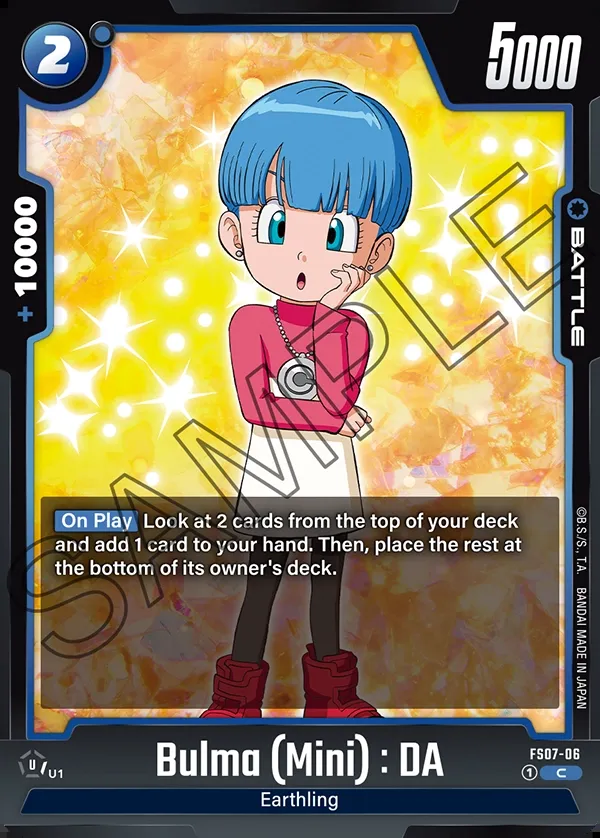 2
5000
+ 10000
BATTLE
SAMPLE
On Play Look at 2 cards from the top of your deck
and add 1 card to your hand. Then, place the rest at
the bottom of its owner's deck.
©B.S./S., T.A. BANDAI MADE IN JAPAN
Bulma (Mini) : DA
FS07-06
U/U1
1 C
Earthling